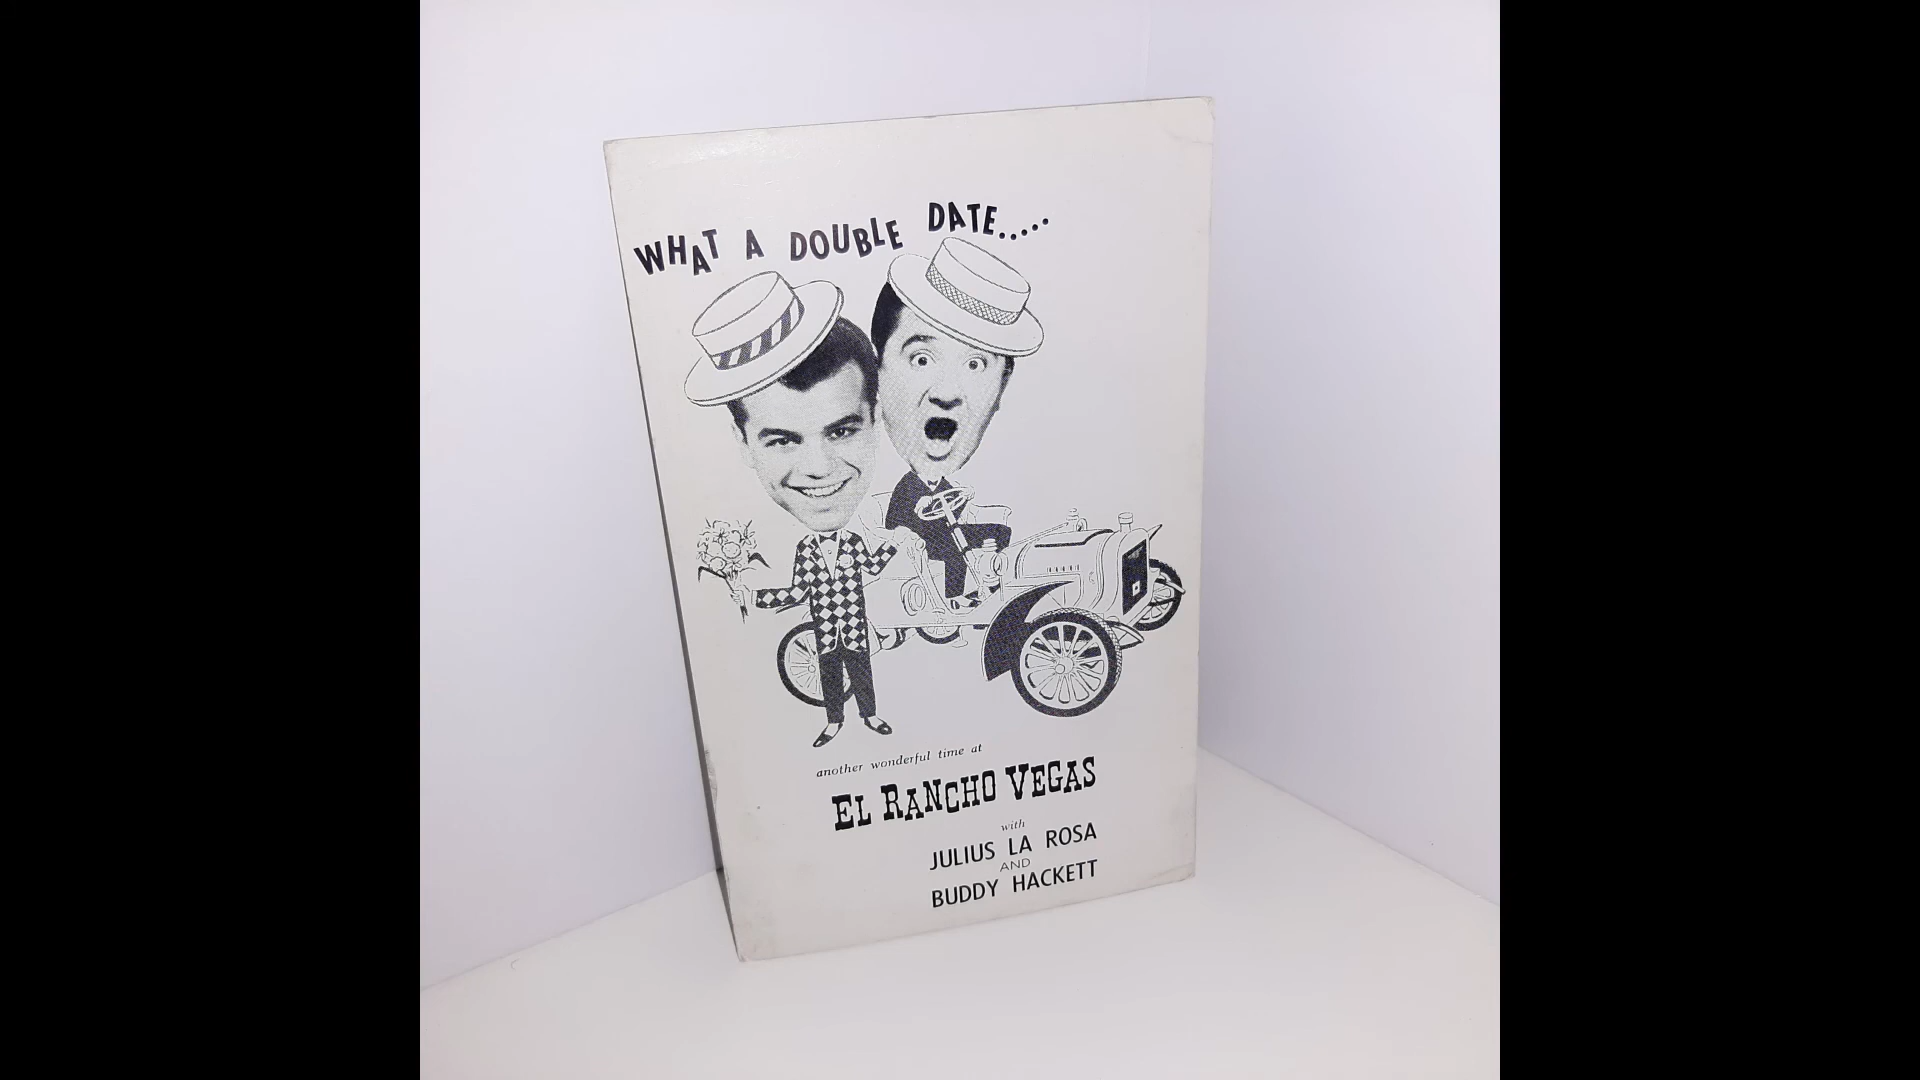 WHAT A DOUBLE DATE.....
another wonderful time at
EL RANCHO VEGAS
with
JULIUS LA ROSA
AND
BUDDY HACKETT